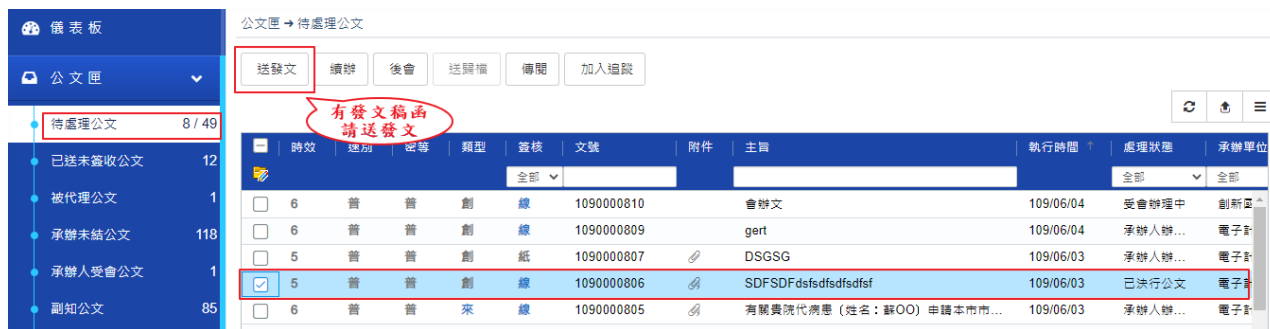 儀表板
公文匣
待處理公文 8 / 49
已送未簽收公文 12
被代理公文 1
承辦未結公文 118
承辦人受會公文 1
副知公文 85
公文匣 ➔ 待處理公文
送發文 續辦 後會 送歸檔 傳閱 加入追蹤
有發文稿函
請送發文
時效 速別 密等 類型 簽核 文號 附件 主旨 執行時間 ↑ 處理狀態 承辦單位
全部 全部 全部
6 普 普 創 線 1090000810 會辦文 109/06/04 受會辦理中 創新
6 普 普 創 線 1090000809 gert 109/06/04 承辦人辦... 電子
5 普 普 創 紙 1090000807 DSGSG 109/06/03 承辦人辦... 電子
5 普 普 創 線 1090000806 SDFSDFdsfsdfsdfsdfsf 109/06/03 已決行公文 電子
6 普 普 來 線 1090000805 有關貴院代病患（姓名：蘇OO）申請本市市... 109/06/03 承辦人辦... 電子